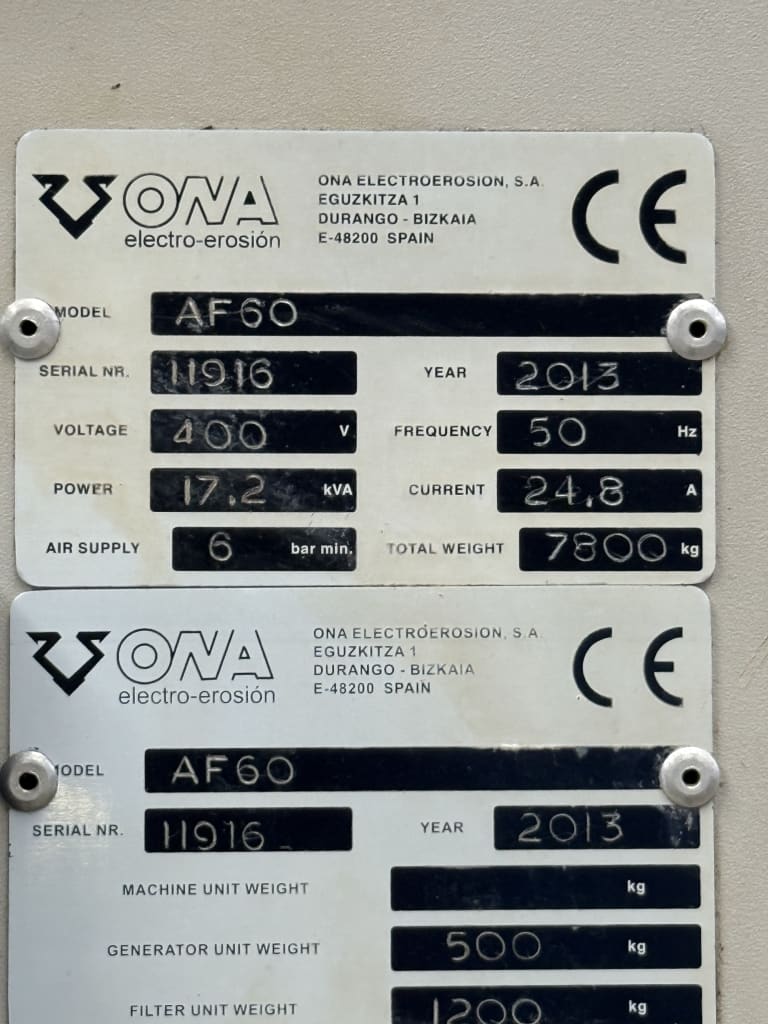 ONA
electro-erosión
ONA ELECTROEROSION, S.A.
EGUZKITZA 1
DURANGO - BIZKAIA
E-48200 SPAIN
CE
MODEL AF60
SERIAL NR. 11916 YEAR 2013
VOLTAGE 400 V FREQUENCY 50 Hz
POWER 17.2 kVA CURRENT 24.8 A
AIR SUPPLY 6 bar min. TOTAL WEIGHT 7800 kg
ONA
electro-erosión
ONA ELECTROEROSION, S.A.
EGUZKITZA 1
DURANGO - BIZKAIA
E-48200 SPAIN
CE
MODEL AF60
SERIAL NR. 11916 YEAR 2013
MACHINE UNIT WEIGHT kg
GENERATOR UNIT WEIGHT 500 kg
FILTER UNIT WEIGHT 1200 kg